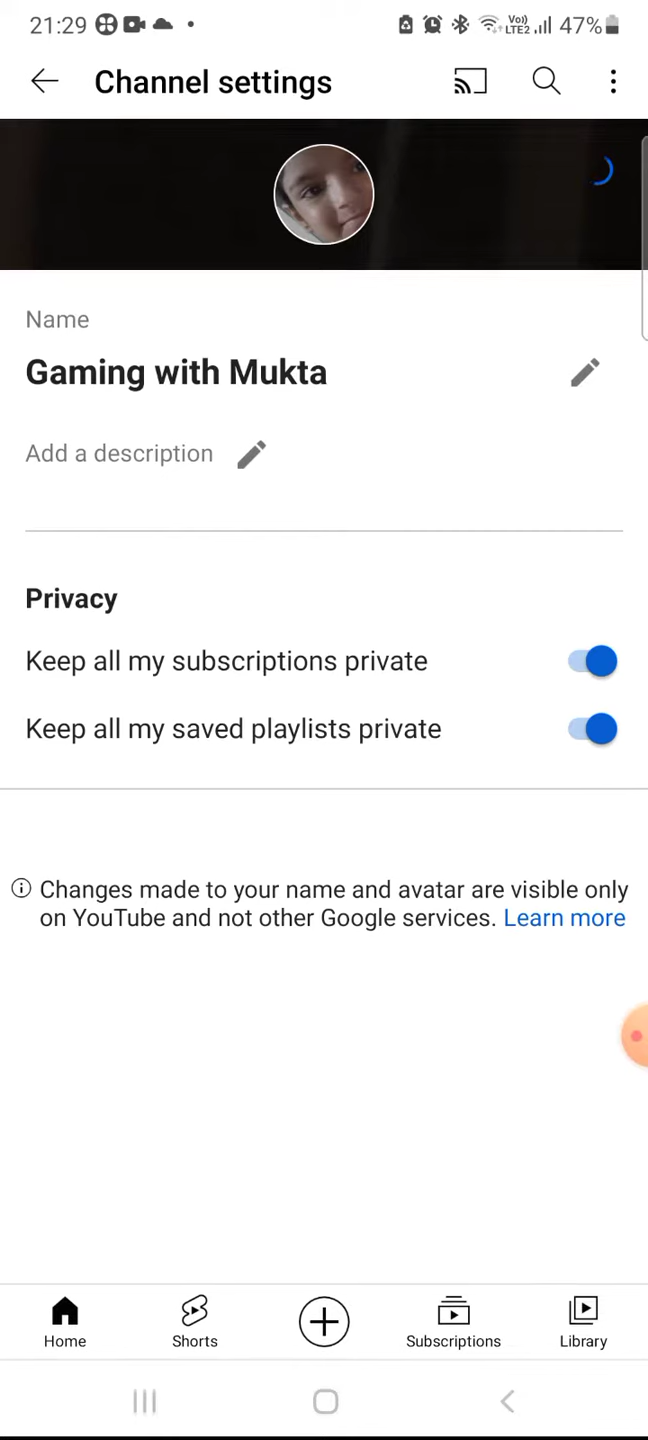 21:29 Vo) LTE2 47%
Channel settings
Name
Gaming with Mukta
Add a description
Privacy
Keep all my subscriptions private
Keep all my saved playlists private
Changes made to your name and avatar are visible only
on YouTube and not other Google services. Learn more
Home Shorts Subscriptions Library